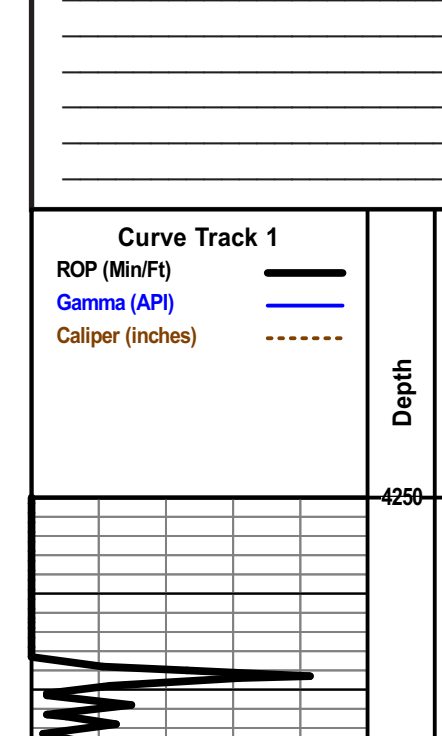 Curve Track 1
ROP (Min/Ft)
Gamma (API)
Caliper (inches)
Depth
4250